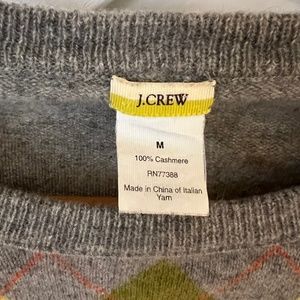 J.CREW
M
100% Cashmere
RN77388
Made in China of Italian
Yarn